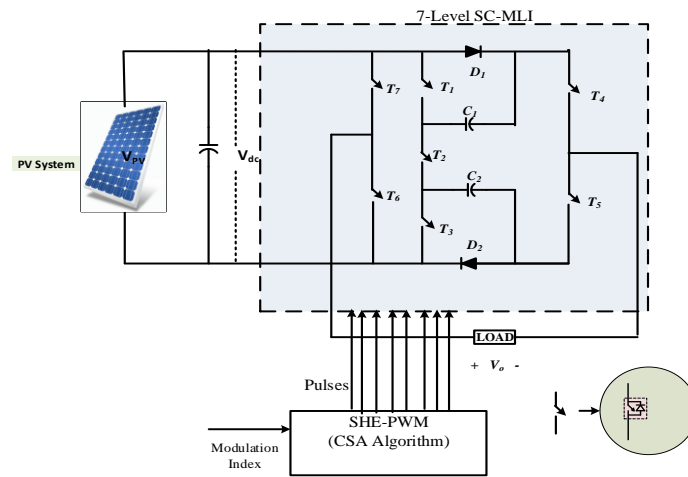 7-Level SC-MLI
D1
T7
T1
T4
C1
PV System
VPV
Vdc
T2
C2
T6
T5
T3
D2
LOAD
+ Vo -
Pulses
SHE-PWM
(CSA Algorithm)
Modulation
Index